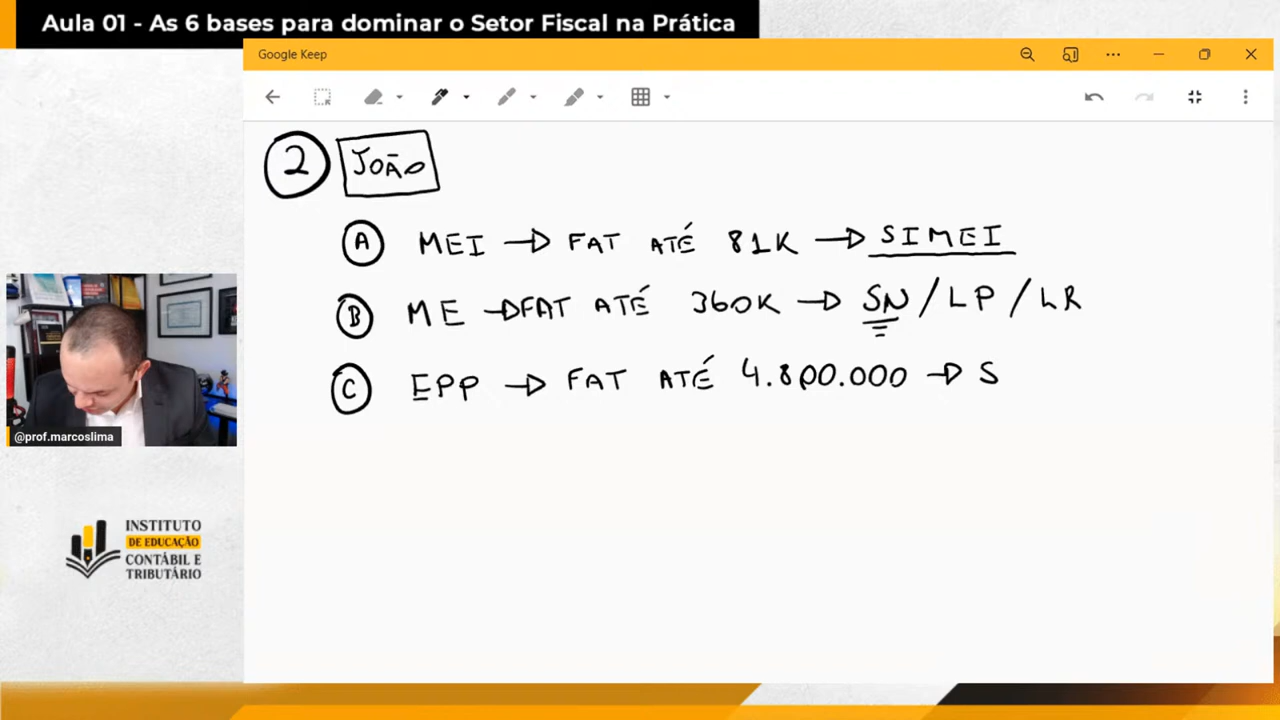 Aula 01 - As 6 bases para dominar o Setor Fiscal na Prática
Google Keep
2 JOÃO
A MEI → FAT ATÉ 81K → SIMEI
B ME → FAT ATÉ 360K → SN / LP / LR
C EPP → FAT ATÉ 4.800.000 → S
@prof.marcoslima
INSTITUTO
DE EDUCAÇÃO
CONTÁBIL E
TRIBUTÁRIO